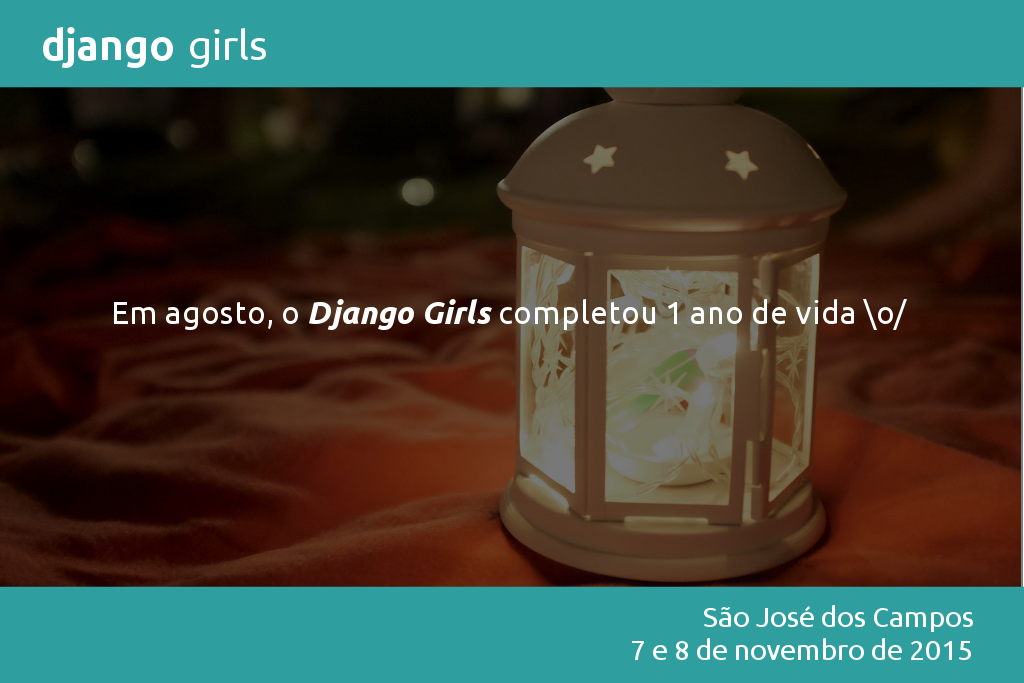 django girls
Em agosto, o Django Girls completou 1 ano de vida \o/
São José dos Campos
7 e 8 de novembro de 2015